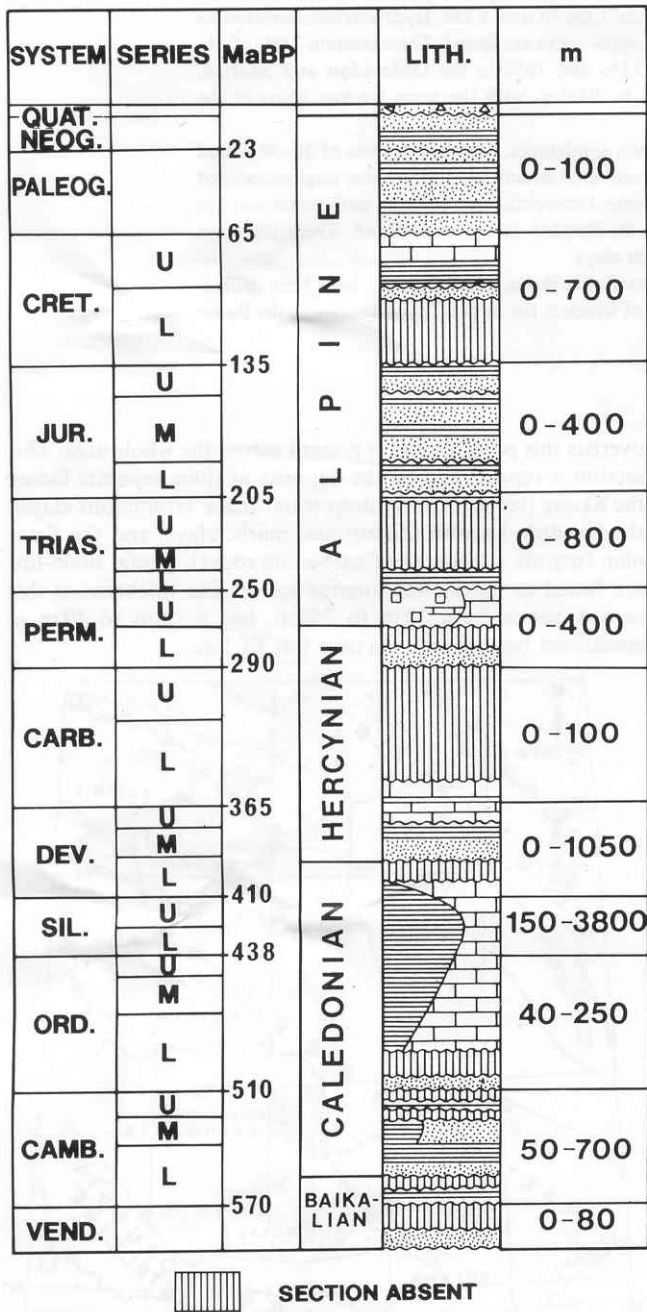 SYSTEM SERIES MaBP LITH. m
QUAT.
NEOG.
23
0-100
PALEOG.
65
U
0-700
CRET.
L
135
U
JUR.
M
0-400
205
U
TRIAS.
M
0-800
L
250
U
PERM.
0-400
L
290
U
CARB.
0-100
L
365
U
M
DEV.
0-1050
L
410
U
SIL.
150-3800
L
438
U
M
ORD.
40-250
L
510
U
M
CAMB.
50-700
L
570
VEND.
0-80
ALPINE
HERCYNIAN
CALEDONIAN
BAIKA-
LIAN
SECTION ABSENT